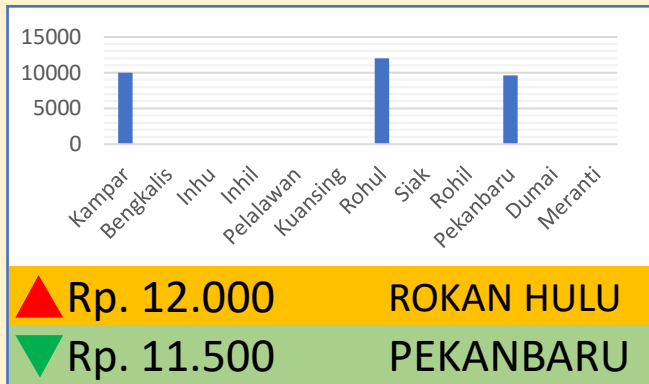 15000
10000
5000
0
Kampar
Bengkalis
Inhu
Inhil
Pelalawan
Kuansing
Rohul
Siak
Rohil
Pekanbaru
Dumai
Meranti
Rp. 12.000 ROKAN HULU
Rp. 11.500 PEKANBARU